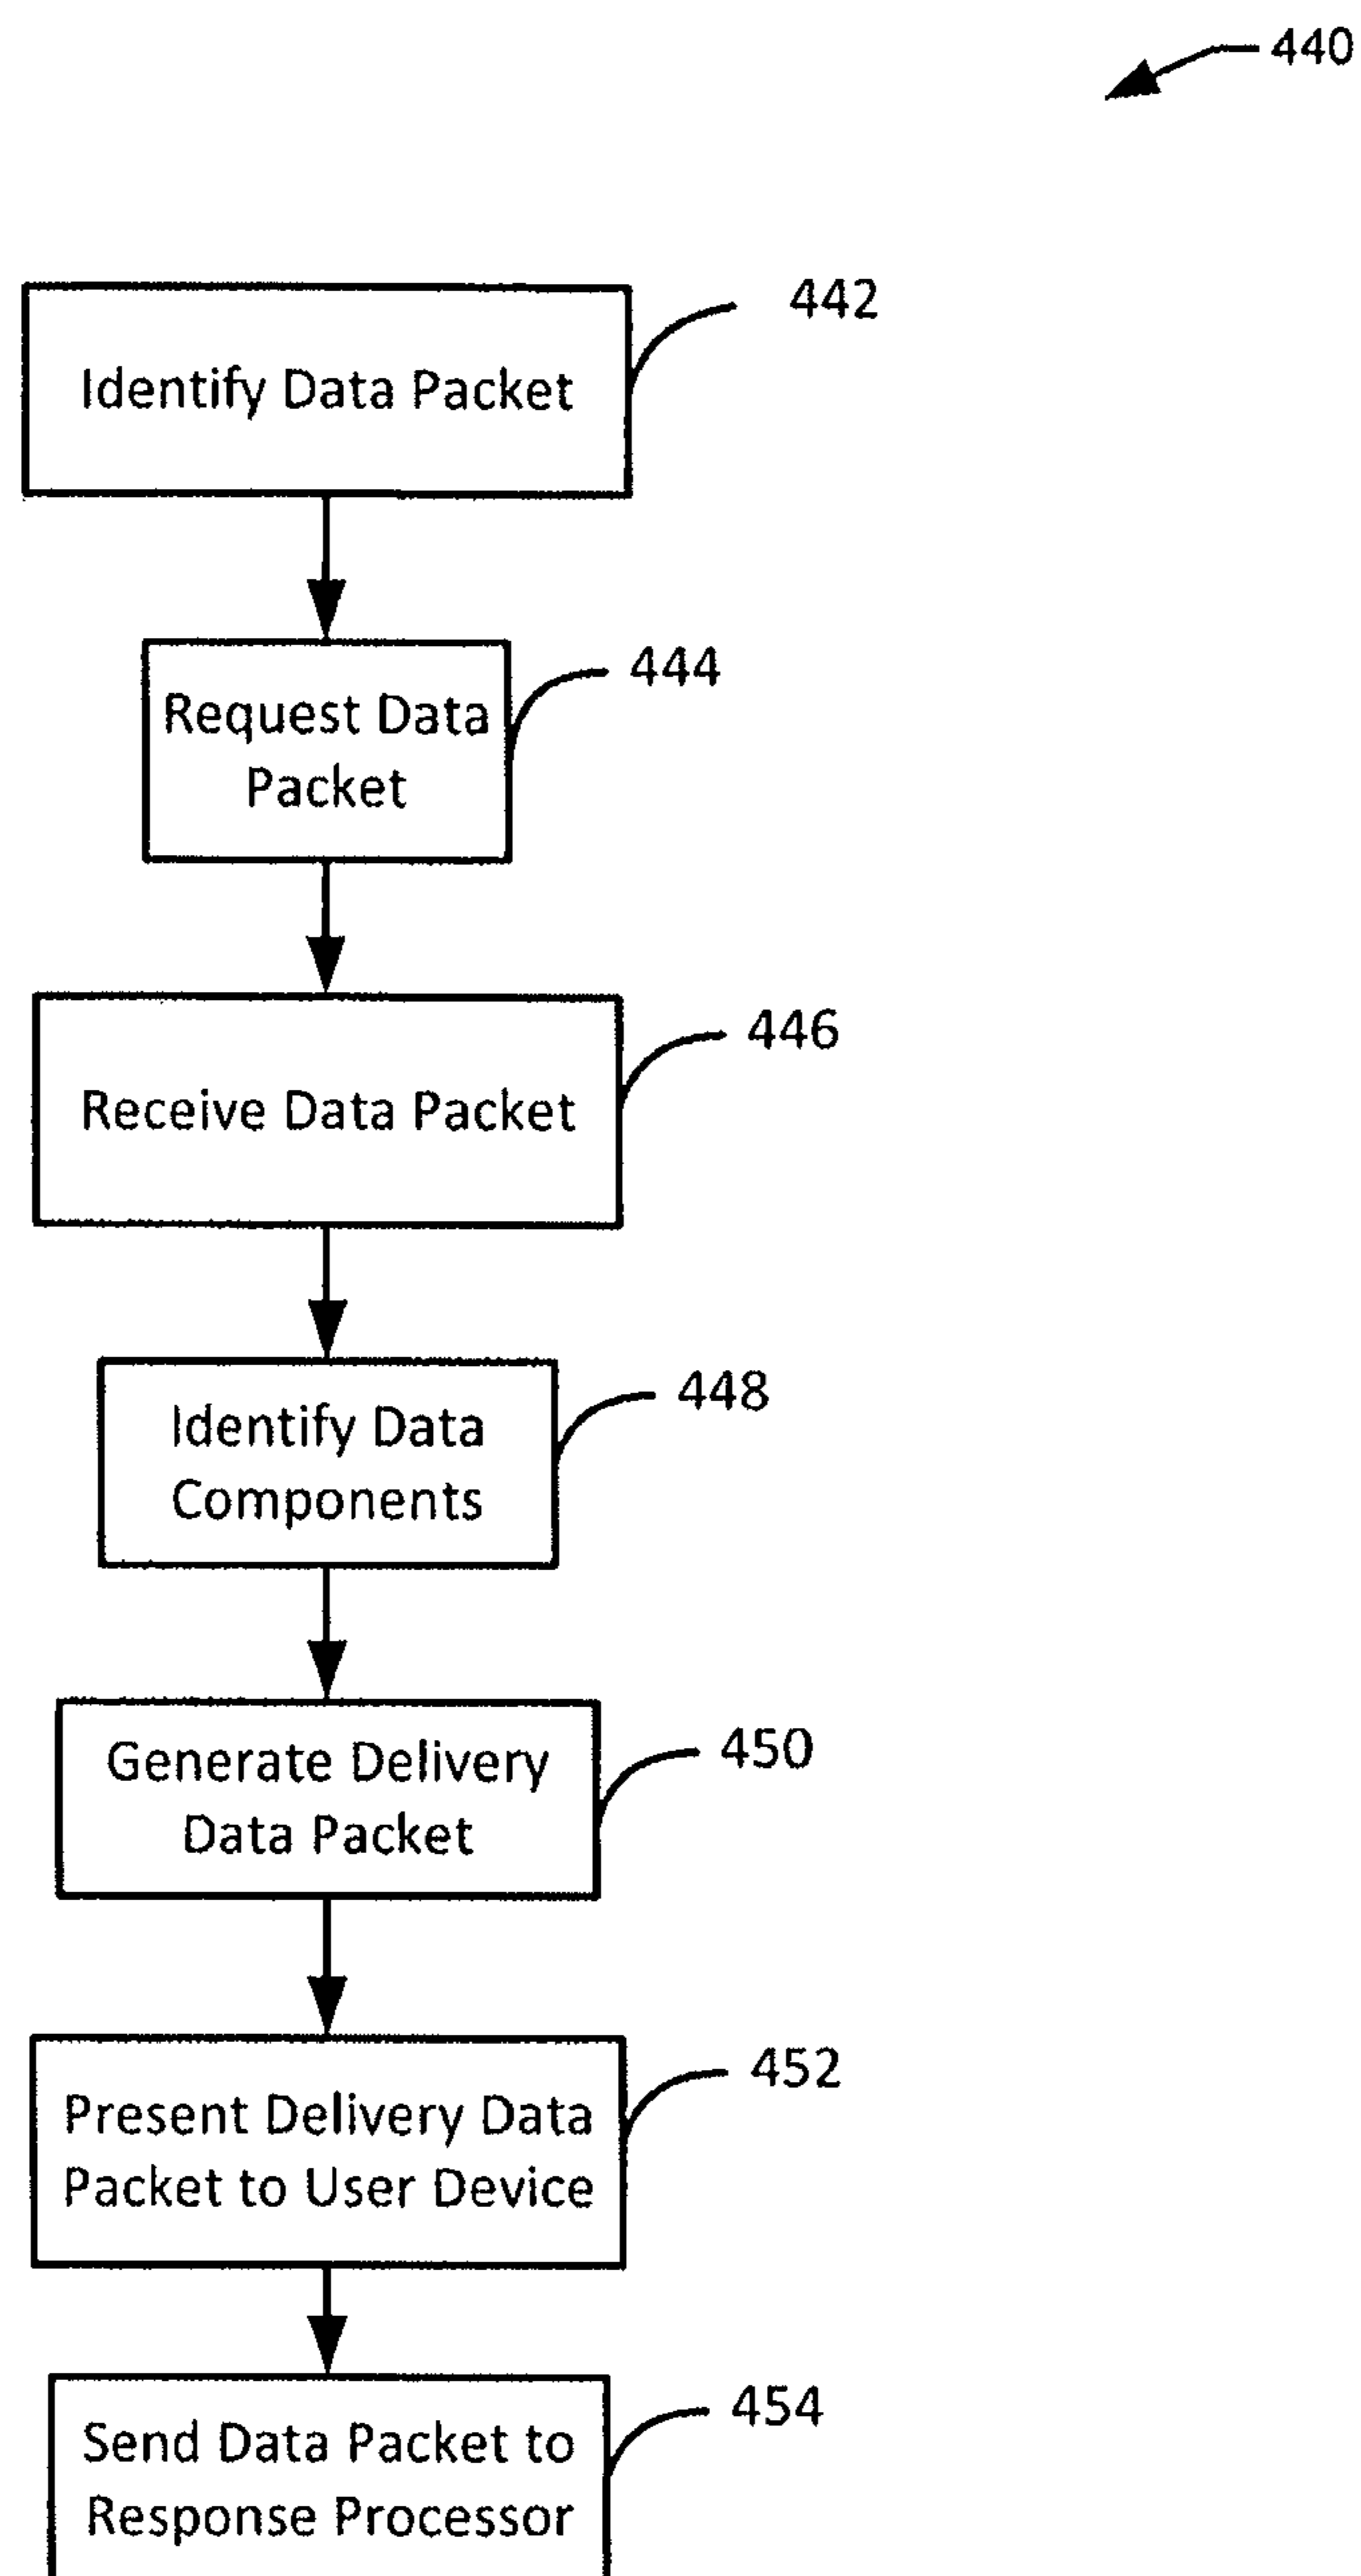 440
442
Identify Data Packet
444
Request Data
Packet
446
Receive Data Packet
448
Identify Data
Components
450
Generate Delivery
Data Packet
452
Present Delivery Data
Packet to User Device
454
Send Data Packet to
Response Processor